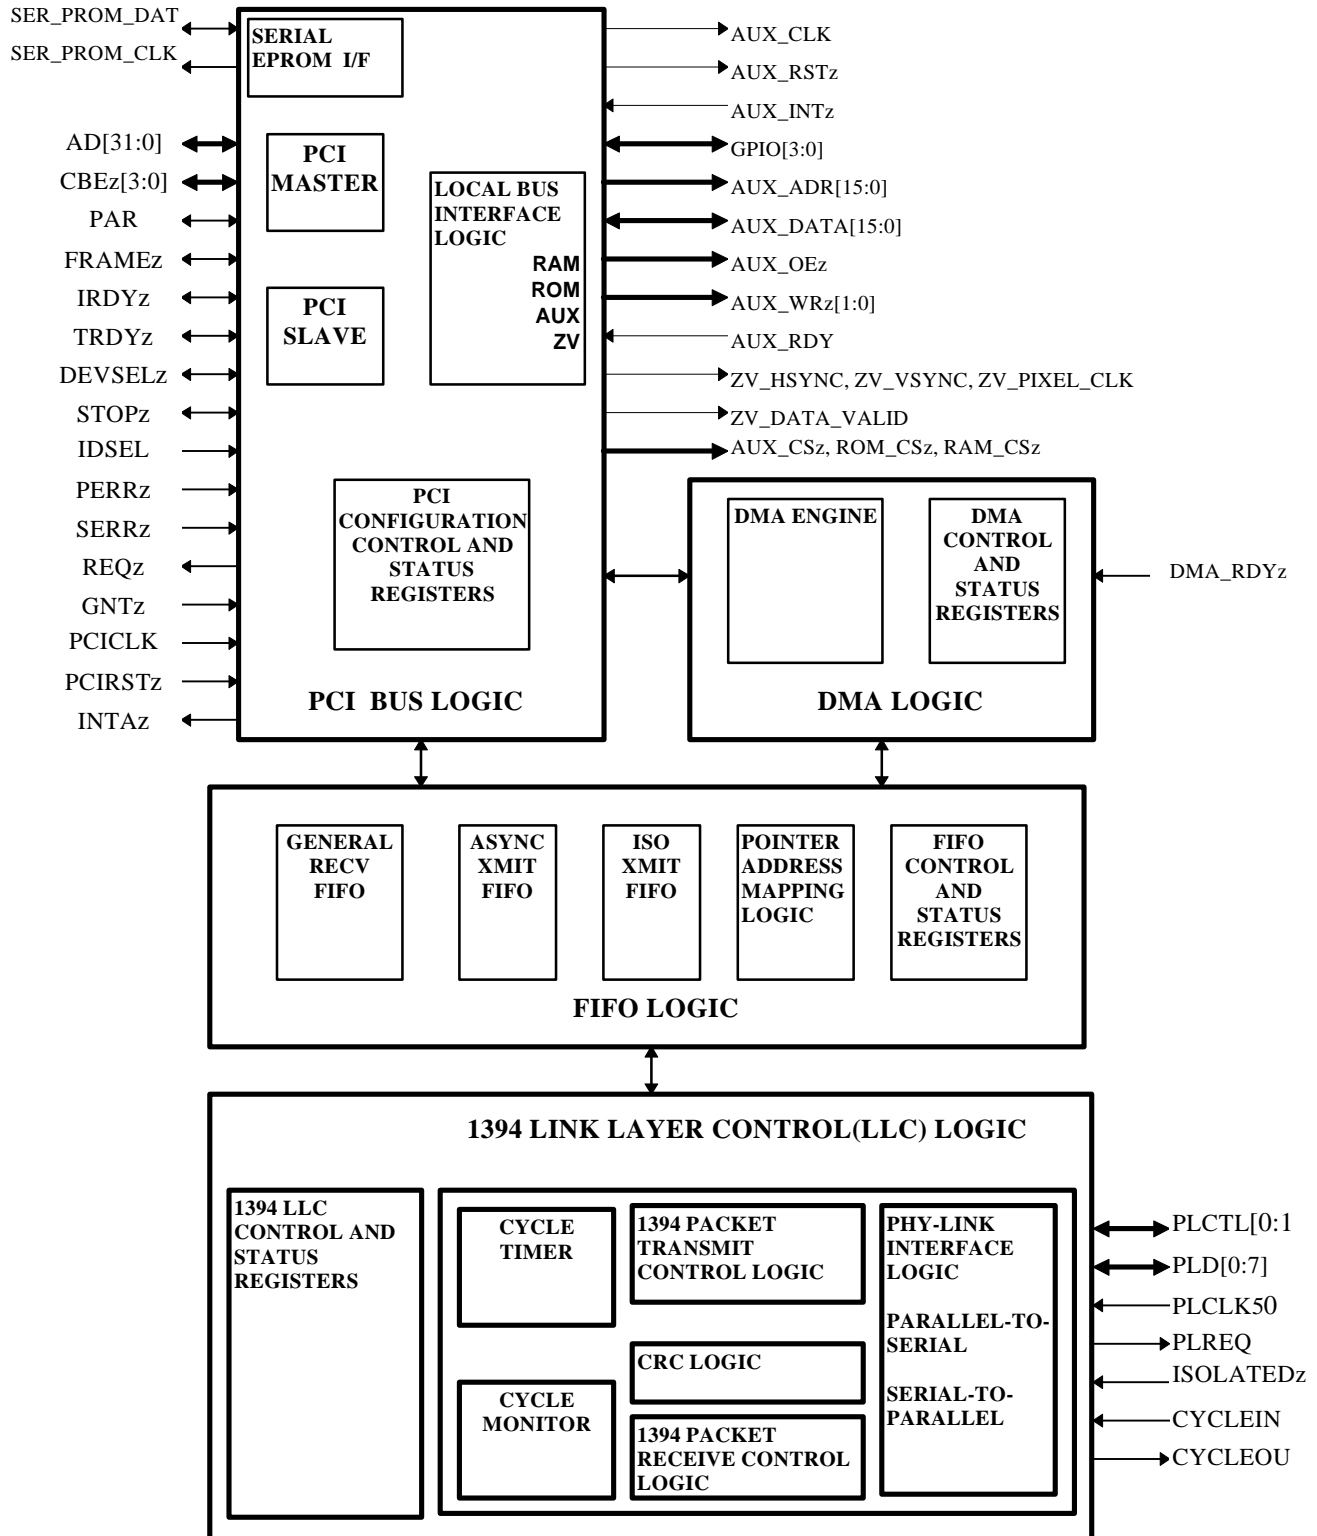 SER_PROM_DAT
SER_PROM_CLK
AD[31:0]
CBEz[3:0]
PAR
FRAMEz
IRDYz
TRDYz
DEVSELz
STOPz
IDSEL
PERRz
SERRz
REQz
GNTz
PCICLK
PCIRSTz
INTAz
SERIAL
EPROM I/F
PCI
MASTER
PCI
SLAVE
LOCAL BUS
INTERFACE
LOGIC
RAM
ROM
AUX
ZV
PCI
CONFIGURATION
CONTROL AND
STATUS
REGISTERS
PCI BUS LOGIC
AUX_CLK
AUX_RSTz
AUX_INTz
GPIO[3:0]
AUX_ADR[15:0]
AUX_DATA[15:0]
AUX_OEz
AUX_WRz[1:0]
AUX_RDY
ZV_HSYNC, ZV_VSYNC, ZV_PIXEL_CLK
ZV_DATA_VALID
AUX_CSz, ROM_CSz, RAM_CSz
DMA ENGINE
DMA
CONTROL
AND
STATUS
REGISTERS
DMA LOGIC
DMA_RDYz
GENERAL
RECV
FIFO
ASYNC
XMIT
FIFO
ISO
XMIT
FIFO
POINTER
ADDRESS
MAPPING
LOGIC
FIFO
CONTROL
AND
STATUS
REGISTERS
FIFO LOGIC
1394 LINK LAYER CONTROL(LLC) LOGIC
1394 LLC
CONTROL AND
STATUS
REGISTERS
CYCLE
TIMER
CYCLE
MONITOR
1394 PACKET
TRANSMIT
CONTROL LOGIC
CRC LOGIC
1394 PACKET
RECEIVE CONTROL
LOGIC
PHY-LINK
INTERFACE
LOGIC
PARALLEL-TO-
SERIAL
SERIAL-TO-
PARALLEL
PLCTL[0:1
PLD[0:7]
PLCLK50
PLREQ
ISOLATEDz
CYCLEIN
CYCLEOU